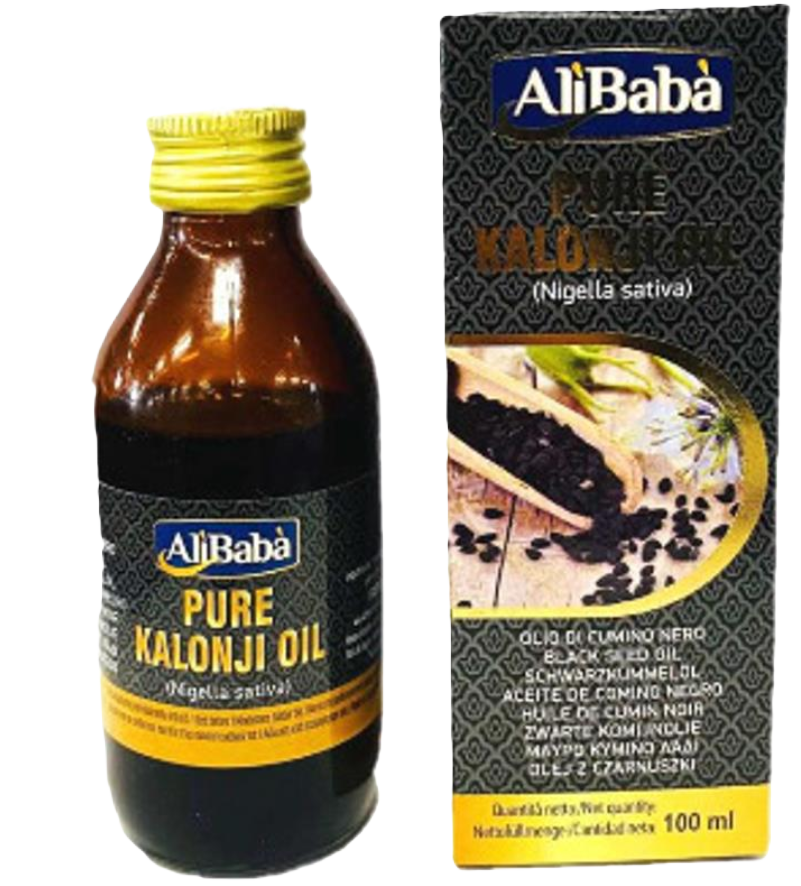 AlìBabà
PURE
KALONJI OIL
(Nigella sativa)
AlìBabà
PURE
KALONJI OIL
(Nigella sativa)
OLIO DI CUMINO NERO
BLACK SEED OIL
SCHWARZKÜMMELÖL
ACEITE DE COMINO NEGRO
HUILE DE CUMIN NOIR
ZWARTE KOMIJNOLIE
ΜΑΥΡΟ ΚΥΜΙΝΟ ΛΑΔΙ
OLEJ Z CZARNUSZKI
Quantità netta/Net quantity:
Nettofüllmenge/Cantidad neta: 100 ml